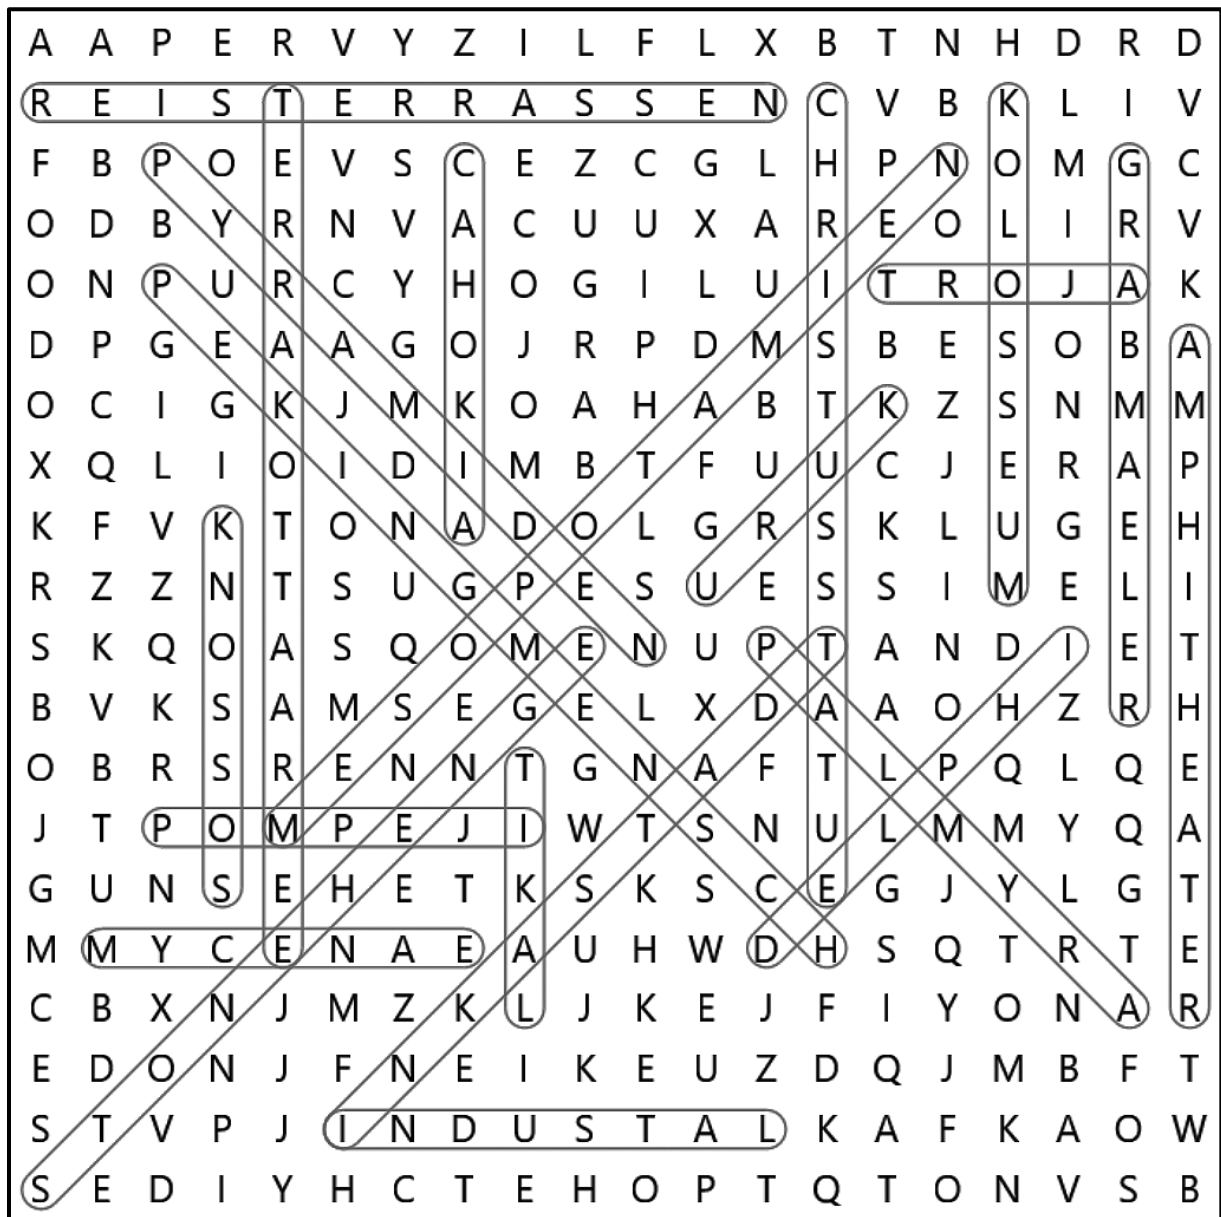 A A P E R V Y Z I L F L X B T N H D R D
R E I S T E R R A S S E N C V B K L I V
F B P O E V S C E Z C G L H P N O M G C
O D B Y R N V A C U U X A R E O L I R V
O N P U R C Y H O G I L U I T R O J A K
D P G E A A G O J R P D M S B E S O B A
O C I G K J M K O A H A B T K Z S N M M
X Q L I O I D I M B T F U U C J E R A P
K F V K T O N A D O L G R S K L U G E H
R Z Z N T S U G P E S U E S S I M E L I
S K Q O A S Q O M E N U P T A N D I E T
B V K S A M S E G E L X D A A O H Z R H
O B R S R E N N T G N A F T L P Q L Q E
J T P O M P E J I W T S N U L M M Y Q A
G U N S E H E T K S K S C E G J Y L G T
M M Y C E N A E A U H W D H S Q T R T E
C B X N J M Z K L J K E J F I Y O N A R
E D O N J F N E I K E U Z D Q J M B F T
S T V P J I N D U S T A L K A F K A O W
S E D I Y H C T E H O P T Q T O N V S B